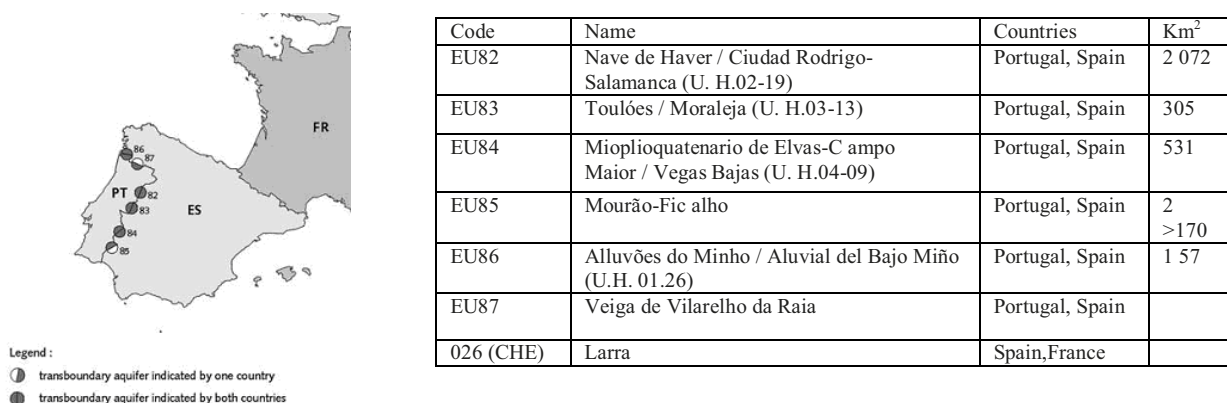 FR
86
87
PT
82
83
ES
84
85
Legend :
transboundary aquifer indicated by one country
transboundary aquifer indicated by both countries
Code Name Countries Km²
EU82 Nave de Haver / Ciudad Rodrigo- Portugal, Spain 2 072
Salamanca (U. H.02-19)
EU83 Toulóes / Moraleja (U. H.03-13) Portugal, Spain 305
EU84 Mioplioquatenario de Elvas-C ampo Portugal, Spain 531
Maior / Vegas Bajas (U. H.04-09)
EU85 Mourão-Fic alho Portugal, Spain 2
>170
EU86 Alluvões do Minho / Aluvial del Bajo Miño Portugal, Spain 1 57
(U.H. 01.26)
EU87 Veiga de Vilarelho da Raia Portugal, Spain
026 (CHE) Larra Spain,France